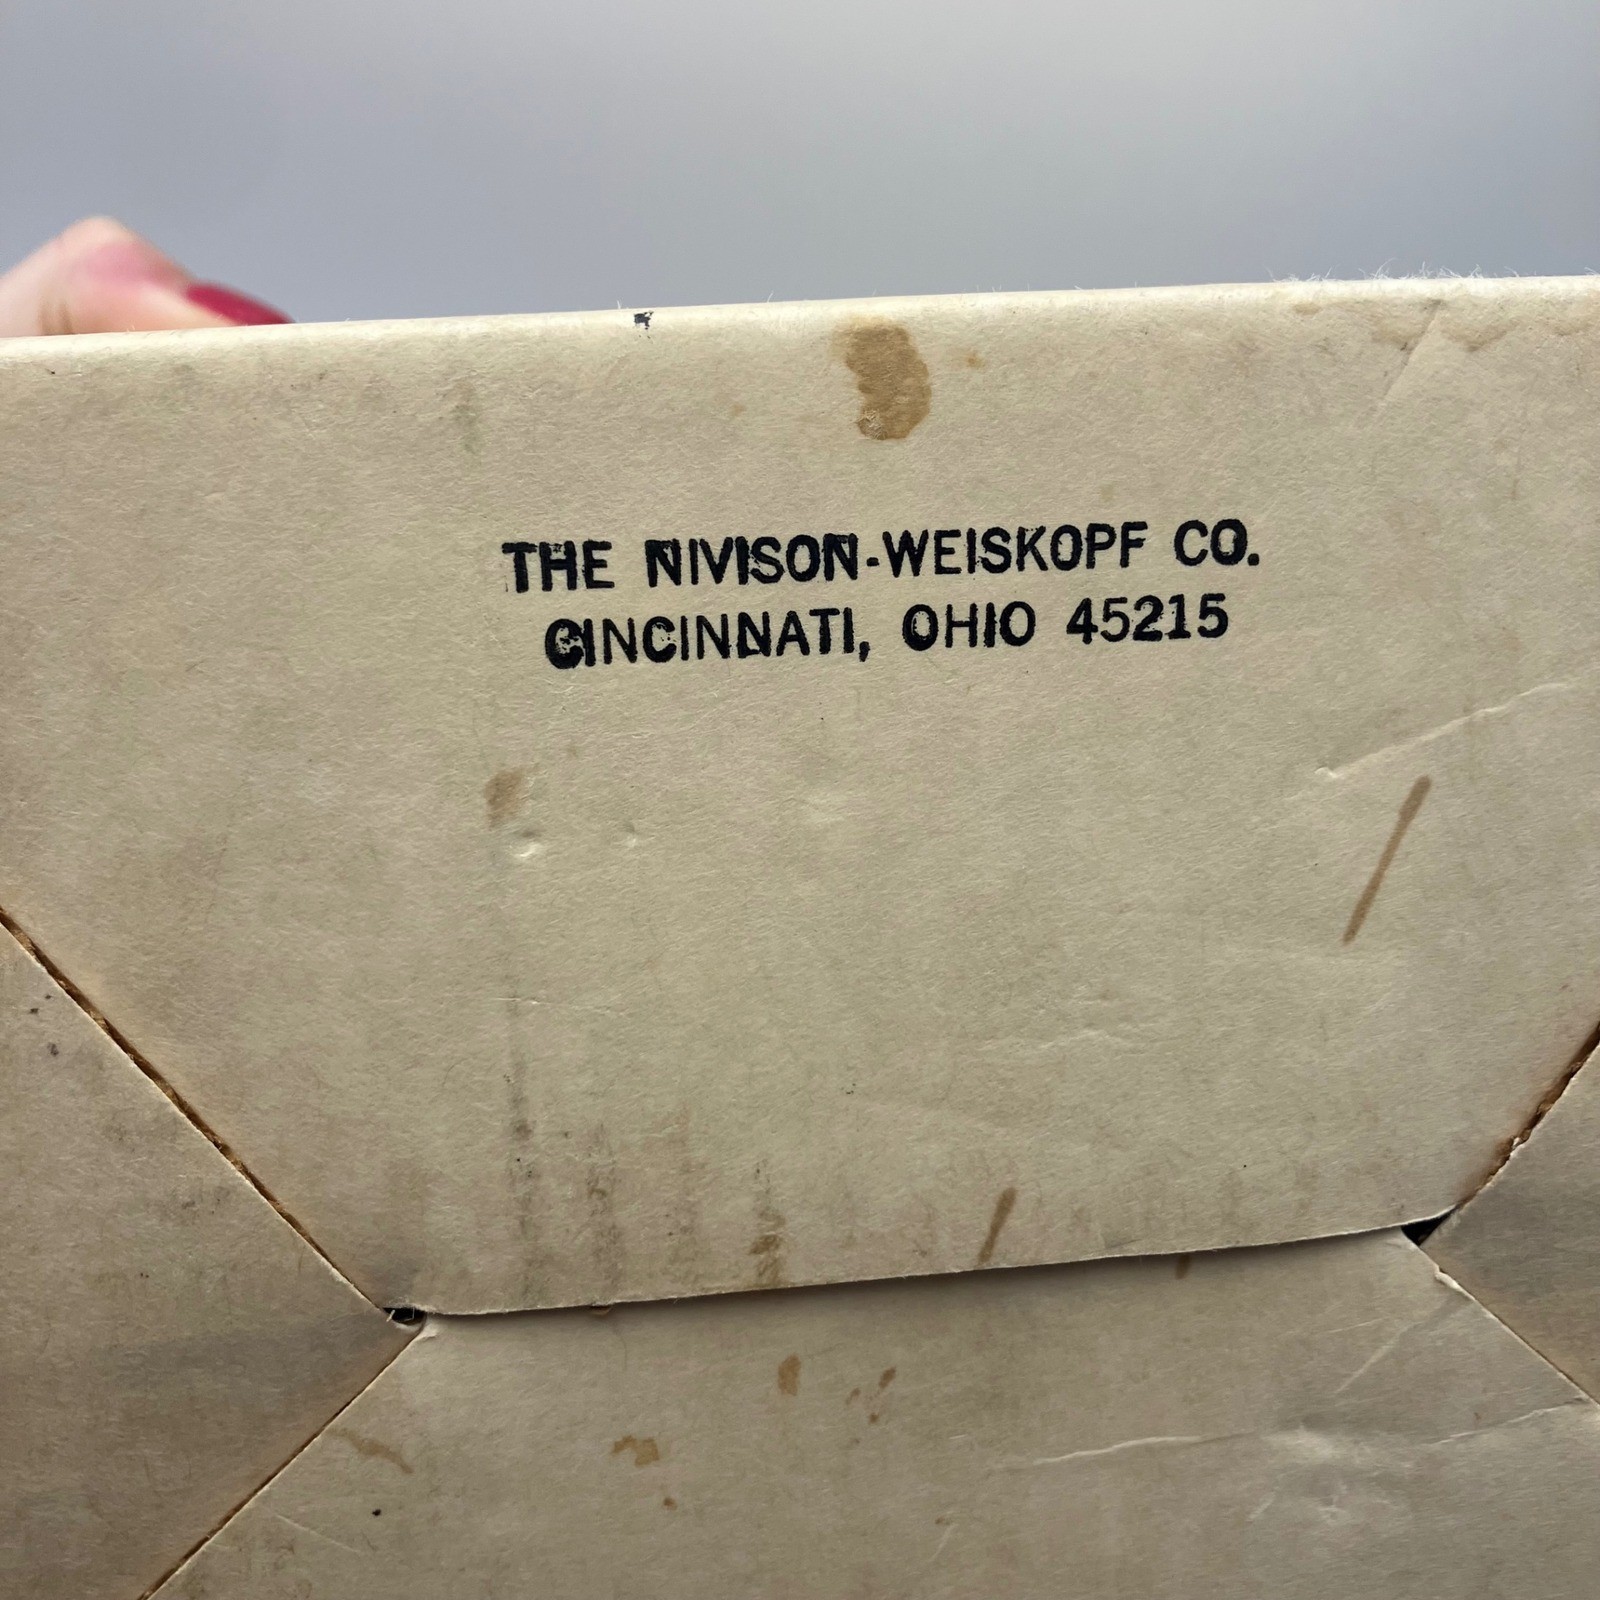 THE NIVISON-WEISKOPF CO.
CINCINNATI, OHIO 45215